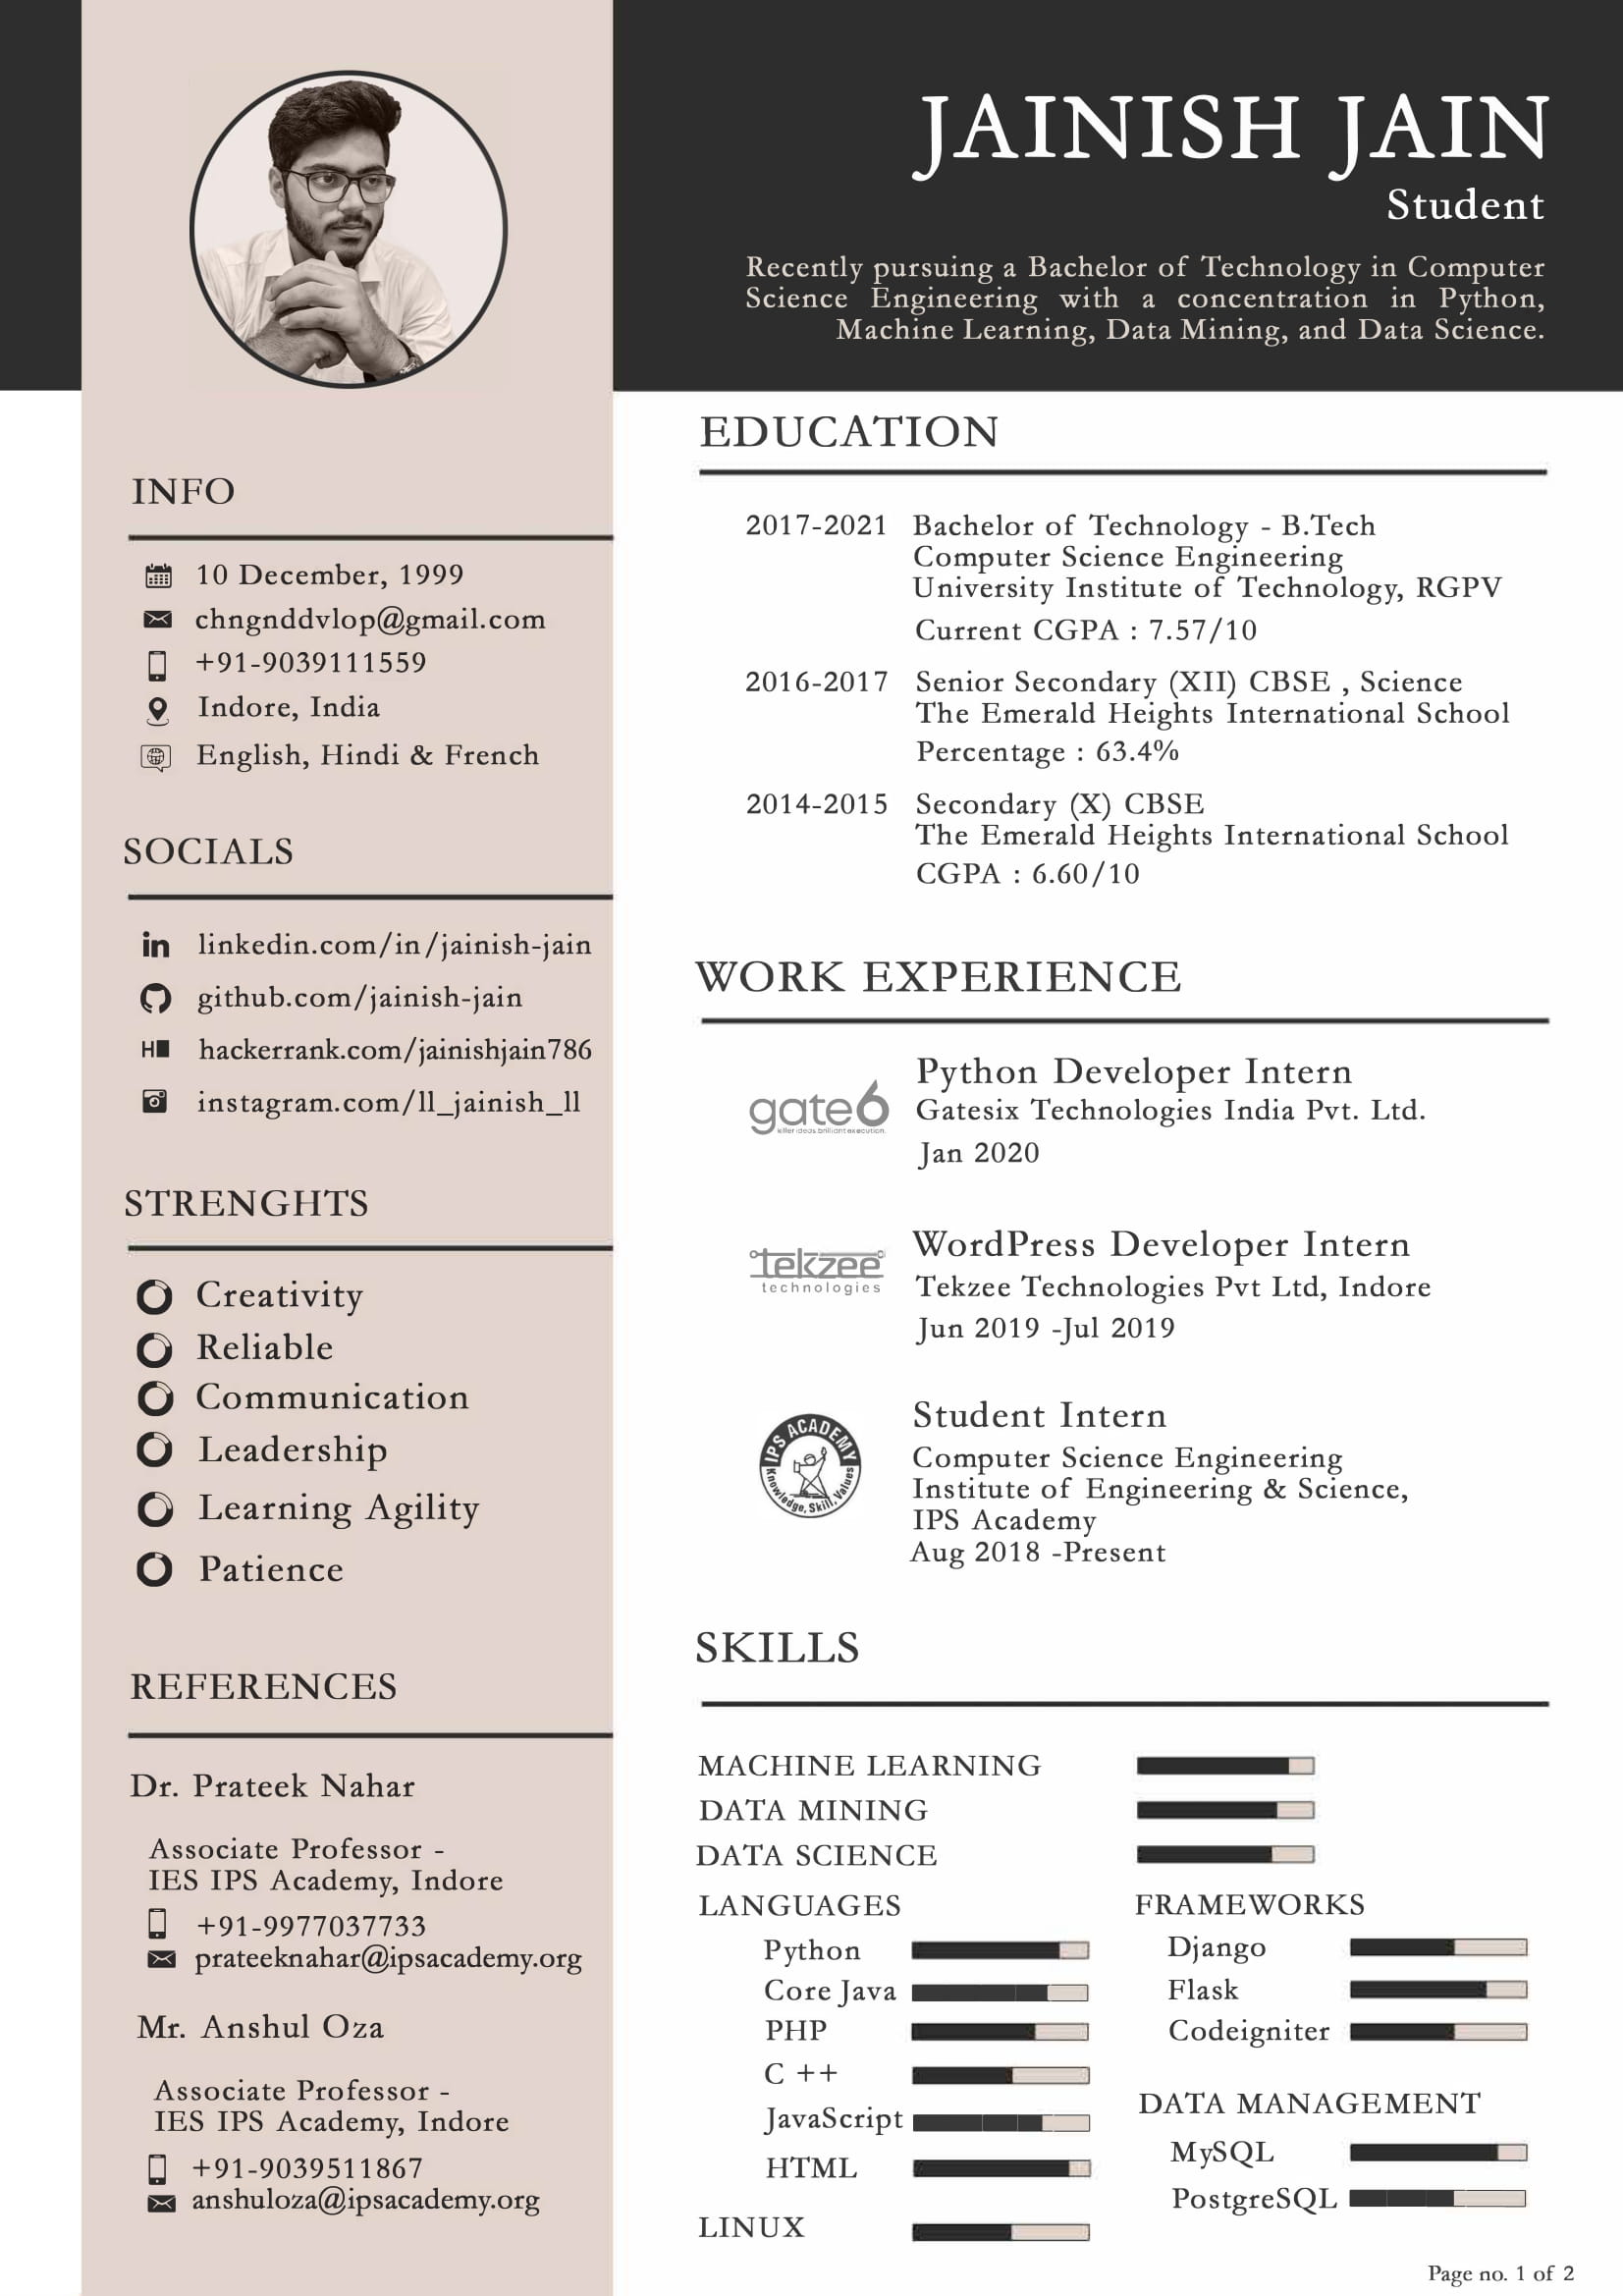 JAINISH JAIN
Student
Recently pursuing a Bachelor of Technology in Computer
Science Engineering with a concentration in Python,
Machine Learning, Data Mining, and Data Science.
INFO
10 December, 1999
chngnddvlop@gmail.com
+91-9039111559
Indore, India
English, Hindi & French
SOCIALS
linkedin.com/in/jainish-jain
github.com/jainish-jain
hackerrank.com/jainishjain786
instagram.com/ll_jainish_ll
STRENGHTS
Creativity
Reliable
Communication
Leadership
Learning Agility
Patience
REFERENCES
Dr. Prateek Nahar
Associate Professor -
IES IPS Academy, Indore
+91-9977037733
prateeknahar@ipsacademy.org
Mr. Anshul Oza
Associate Professor -
IES IPS Academy, Indore
+91-9039511867
anshuloza@ipsacademy.org
EDUCATION
2017-2021 Bachelor of Technology - B.Tech
Computer Science Engineering
University Institute of Technology, RGPV
Current CGPA : 7.57/10
2016-2017 Senior Secondary (XII) CBSE , Science
The Emerald Heights International School
Percentage : 63.4%
2014-2015 Secondary (X) CBSE
The Emerald Heights International School
CGPA : 6.60/10
WORK EXPERIENCE
gate6
killer ideas. brilliant execution.
Python Developer Intern
Gatesix Technologies India Pvt. Ltd.
Jan 2020
tekzee
technologies
WordPress Developer Intern
Tekzee Technologies Pvt Ltd, Indore
Jun 2019 -Jul 2019
IPS ACADEMY
Knowledge, Skill, Values
Student Intern
Computer Science Engineering
Institute of Engineering & Science,
IPS Academy
Aug 2018 -Present
SKILLS
MACHINE LEARNING
DATA MINING
DATA SCIENCE
LANGUAGES
Python
Core Java
PHP
C ++
JavaScript
HTML
LINUX
FRAMEWORKS
Django
Flask
Codeigniter
DATA MANAGEMENT
MySQL
PostgreSQL
Page no. 1 of 2